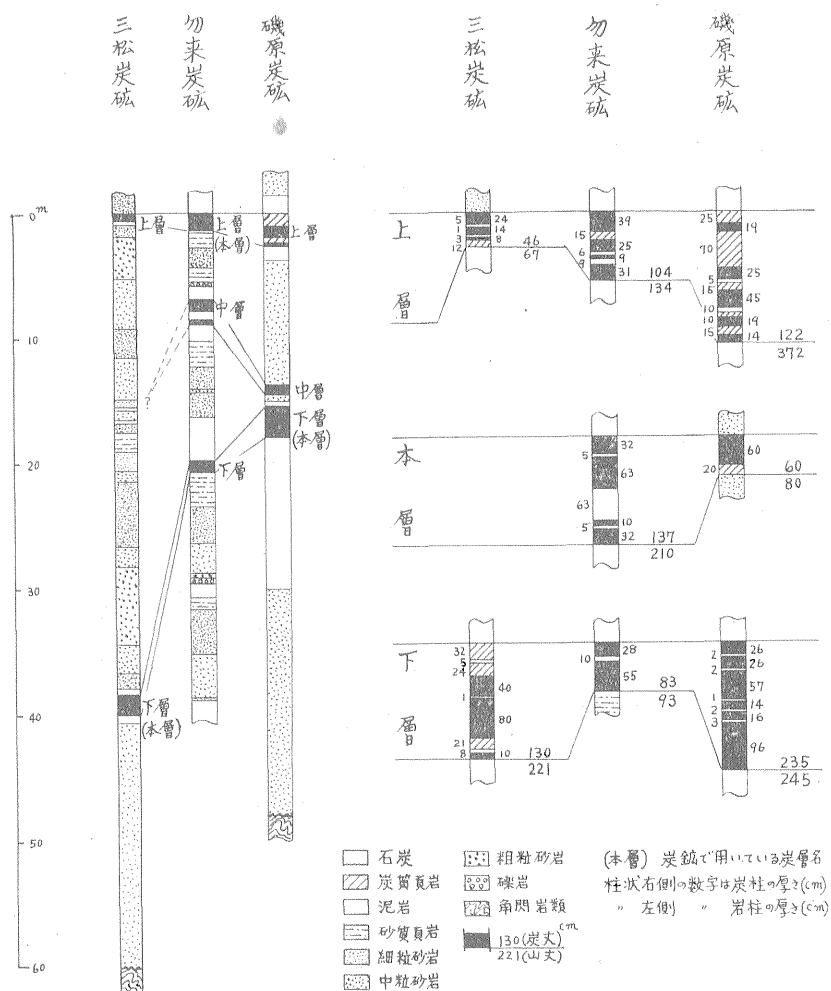 三松炭砿
勿来炭砿
磯原炭砿
三松炭砿
勿来炭砿
磯原炭砿
0 m
10
20
30
40
50
60
上層
上層
(本層)
上層
中層
中層
下層
(本層)
下層
下層
(本層)
?
上層
5 24
1 14
3 8
12
46
67
39
15
25
6 9
9
31
104
134
25
19
70
25
5
15
45
10
10 19
15 14
122
372
本層
32
5
63
63
10
5
32
137
210
60
20
60
80
下層
32
5
24
40
1
80
21
8 10
130
221
28
10
55
83
93
26
2
26
2
57
1
14
2
16
3
96
235
245
石炭
炭質頁岩
泥岩
砂質頁岩
細粒砂岩
中粒砂岩
粗粒砂岩
礫岩
角閃岩類
130(炭丈)cm
221(山丈)
(本層) 炭鉱で用いている炭層名
柱状右側の数字は炭柱の厚さ(cm)
〃 左側 〃 岩柱の厚さ(cm)